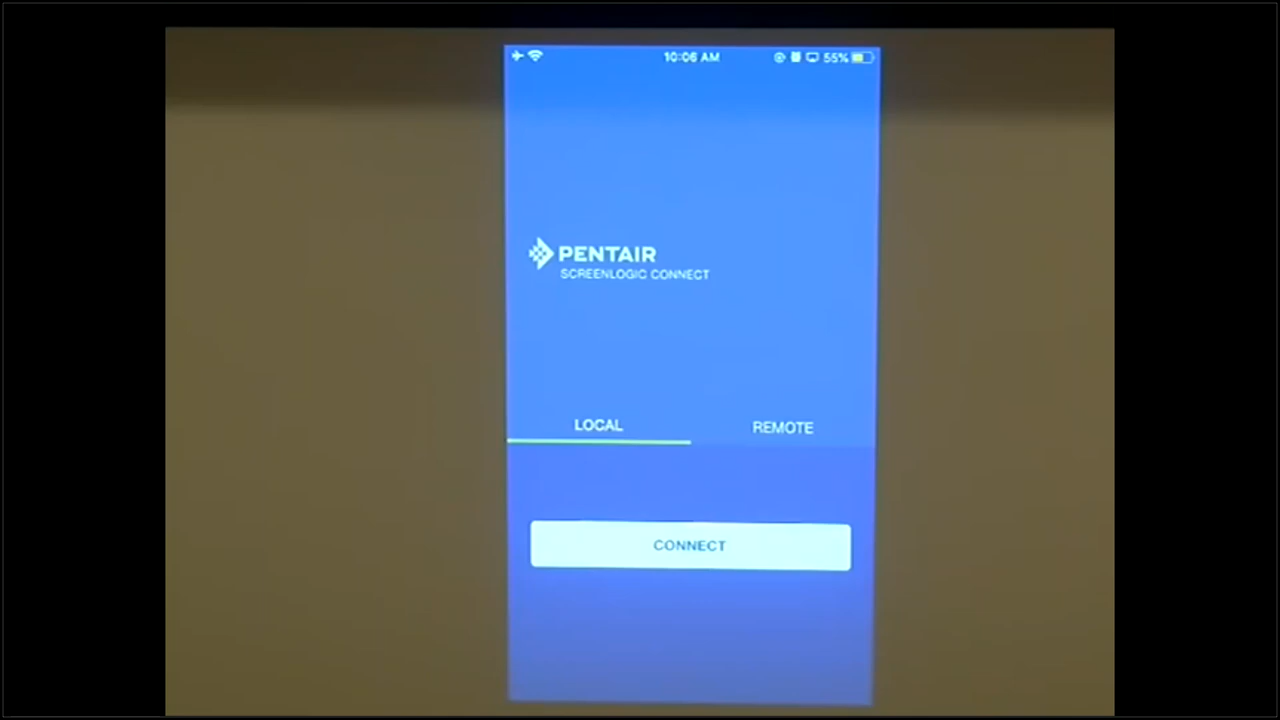 10:06 AM 55%
PENTAIR
SCREENLOGIC CONNECT
LOCAL REMOTE
CONNECT